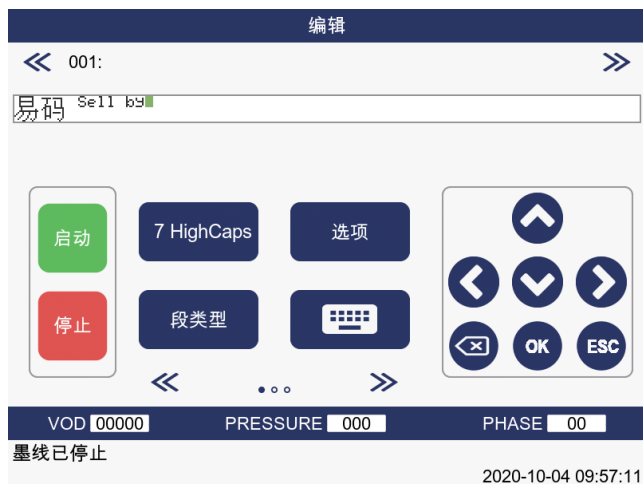 编辑
001:
易码 Sell by
启动
7 HighCaps
选项
停止
段类型
OK
ESC
VOD 00000 PRESSURE 000 PHASE 00
墨线已停止
2020-10-04 09:57:11